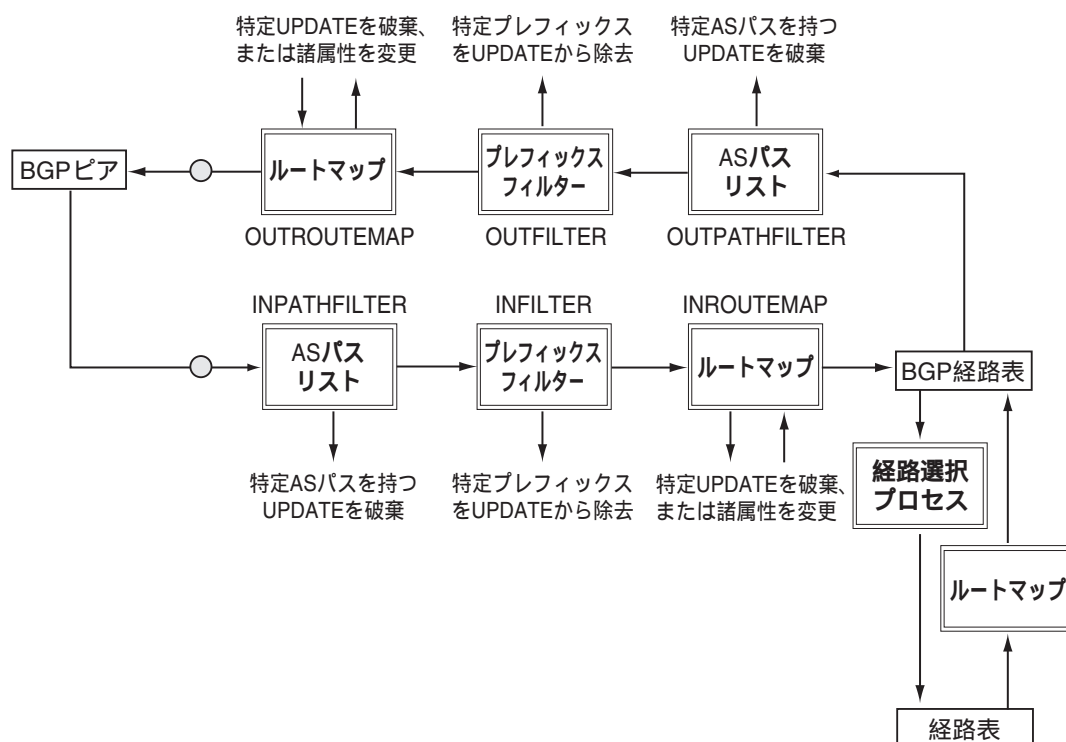 特定UPDATEを破棄、
または諸属性を変更
特定プレフィックス
をUPDATEから除去
特定ASパスを持つ
UPDATEを破棄
BGPピア
ルートマップ
プレフィックス
フィルター
ASパス
リスト
OUTROUTEMAP
OUTFILTER
OUTPATHFILTER
INPATHFILTER
INFILTER
INROUTEMAP
ASパス
リスト
プレフィックス
フィルター
ルートマップ
BGP経路表
特定ASパスを持つ
UPDATEを破棄
特定プレフィックス
をUPDATEから除去
特定UPDATEを破棄、
または諸属性を変更
経路選択
プロセス
ルートマップ
経路表